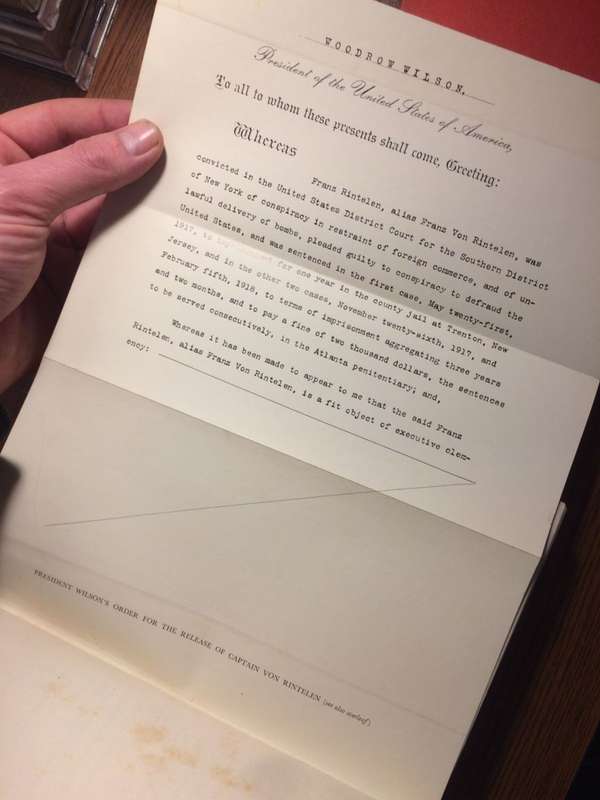 WOODROW WILSON,
President of the United States of America,
To all to whom these presents shall come, Greeting:
Whereas
Franz Rintelen, alias Franz Von Rintelen, was
convicted in the United States District Court for the Southern District
of New York of conspiracy in restraint of foreign commerce, and of un-
lawful delivery of bombs, pleaded guilty to conspiracy to defraud the
United States, and was sentenced in the first case, May twenty-first,
1917, to imprisonment for one year in the county jail at Trenton, New
Jersey, and in the other two cases, November twenty-sixth, 1917, and
February fifth, 1918, to terms of imprisonment aggregating three years
and two months, and to pay a fine of two thousand dollars, the sentences
to be served consecutively, in the Atlanta penitentiary; and,
Whereas it has been made to appear to me that the said Franz
Rintelen, alias Franz Von Rintelen, is a fit object of executive clem-
ency:
PRESIDENT WILSON'S ORDER FOR THE RELEASE OF CAPTAIN VON RINTELEN (see also overleaf)